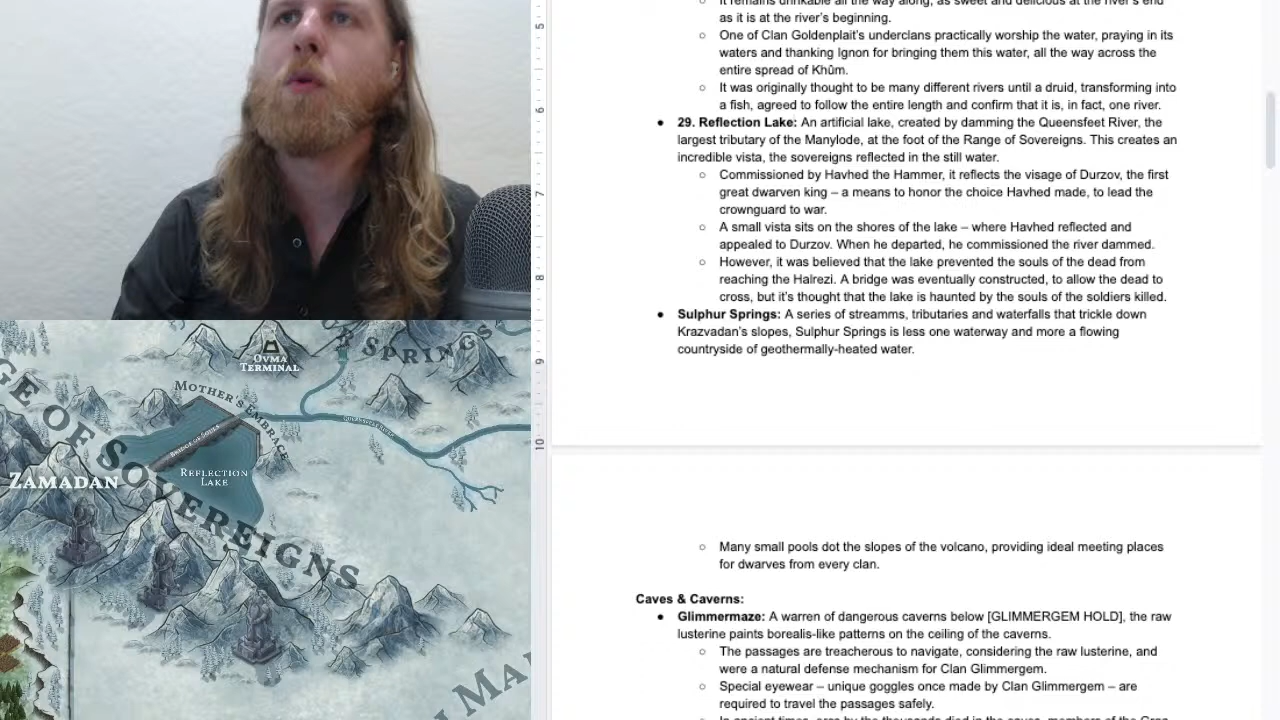 It remains drinkable all the way along, as sweet and delicious at the river's end
as it is at the river's beginning.
○ One of Clan Goldenplait's underclans practically worship the water, praying in its
waters and thanking Ignon for bringing them this water, all the way across the
entire spread of Khûm.
○ It was originally thought to be many different rivers until a druid, transforming into
a fish, agreed to follow the entire length and confirm that it is, in fact, one river.
● 29. Reflection Lake: An artificial lake, created by damming the Queensfeet River, the
largest tributary of the Manylode, at the foot of the Range of Sovereigns. This creates an
incredible vista, the sovereigns reflected in the still water.
○ Commissioned by Havhed the Hammer, it reflects the visage of Durzov, the first
great dwarven king – a means to honor the choice Havhed made, to lead the
crownguard to war.
○ A small vista sits on the shores of the lake – where Havhed reflected and
appealed to Durzov. When he departed, he commissioned the river dammed.
○ However, it was believed that the lake prevented the souls of the dead from
reaching the Halrezi. A bridge was eventually constructed, to allow the dead to
cross, but it's thought that the lake is haunted by the souls of the soldiers killed.
● Sulphur Springs: A series of streamms, tributaries and waterfalls that trickle down
Krazvadan's slopes, Sulphur Springs is less one waterway and more a flowing
countryside of geothermally-heated water.
○ Many small pools dot the slopes of the volcano, providing ideal meeting places
for dwarves from every clan.
Caves & Caverns:
● Glimmermaze: A warren of dangerous caverns below [GLIMMERGEM HOLD], the raw
lusterine paints borealis-like patterns on the ceiling of the caverns.
○ The passages are treacherous to navigate, considering the raw lusterine, and
were a natural defense mechanism for Clan Glimmergem.
○ Special eyewear – unique goggles once made by Clan Glimmergem – are
required to travel the passages safely.
5
6
7
8
9
10
SPRINGS
OVMA
TERMINAL
MOTHER'S EMBRACE
BRIDGE OF SOULS
REFLECTION
LAKE
ZAMADAN
GE OF SOVEREIGNS